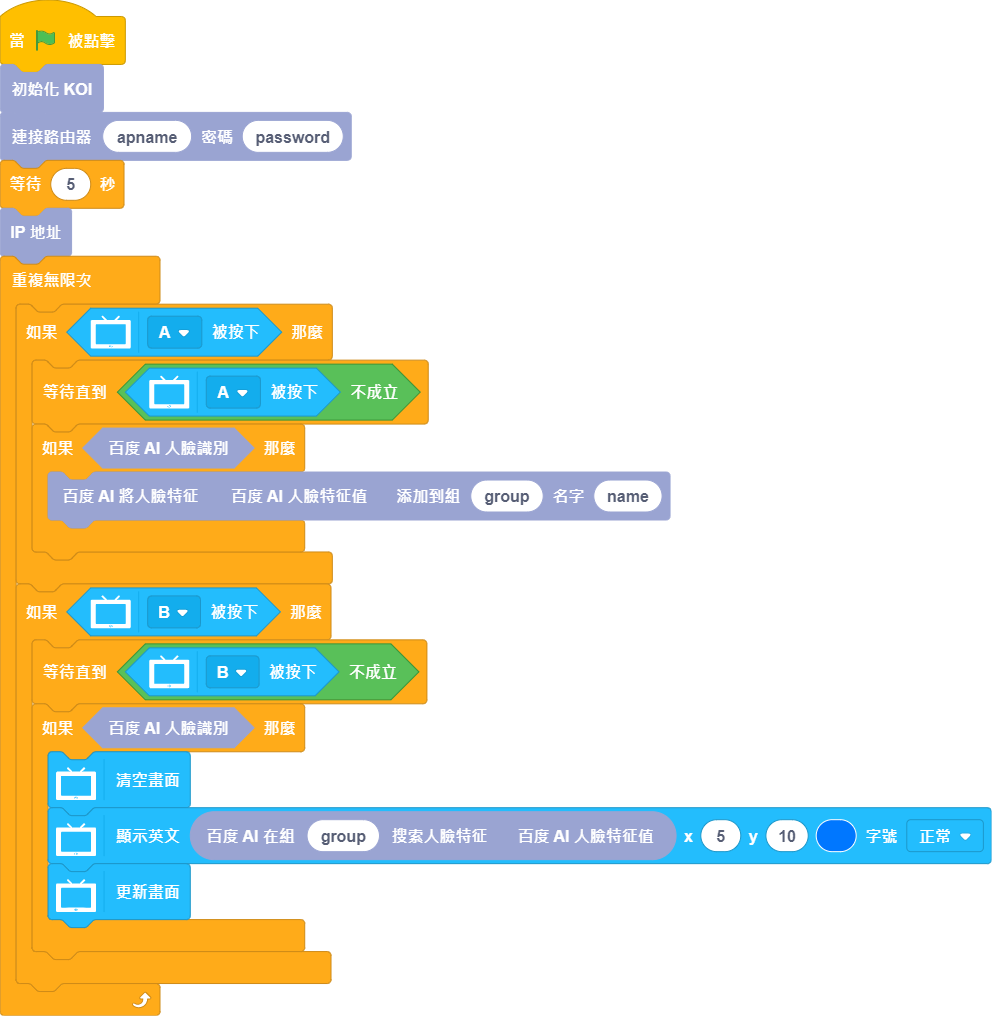 當 被點擊
初始化 KOI
連接路由器 apname 密碼 password
等待 5 秒
IP 地址
重複無限次
如果 A 被按下 那麼
等待直到 A 被按下 不成立
如果 百度 AI 人臉識別 那麼
百度 AI 將人臉特征 百度 AI 人臉特征值 添加到組 group 名字 name
如果 B 被按下 那麼
等待直到 B 被按下 不成立
如果 百度 AI 人臉識別 那麼
清空畫面
顯示英文 百度 AI 在組 group 搜索人臉特征 百度 AI 人臉特征值 x 5 y 10 字號 正常
更新畫面